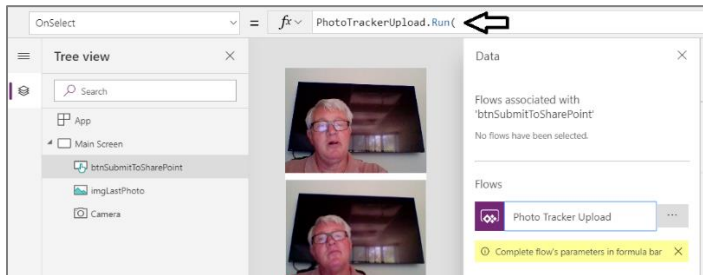 OnSelect
=
fx
PhotoTrackerUpload.Run(
Tree view
Search
App
Main Screen
btnSubmitToSharePoint
imgLastPhoto
Camera
Data
Flows associated with
'btnSubmitToSharePoint'
No flows have been selected.
Flows
Photo Tracker Upload
...
Complete flow's parameters in formula bar